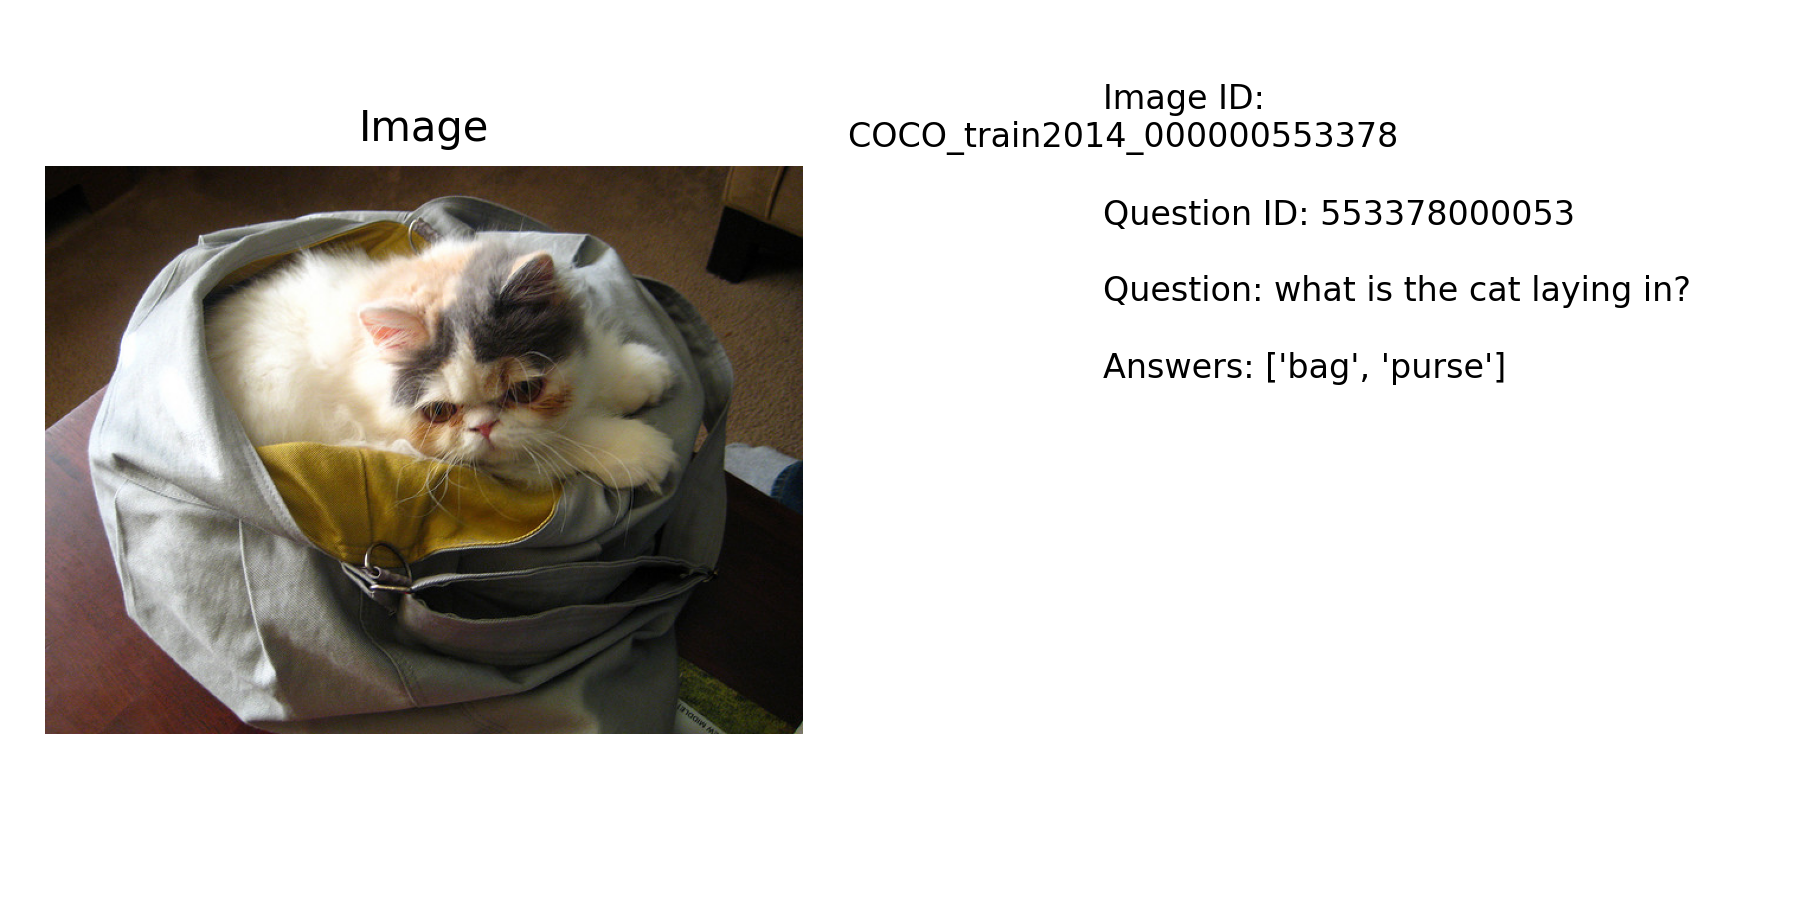 Image
Image ID:
COCO_train2014_000000553378
Question ID: 553378000053
Question: what is the cat laying in?
Answers: ['bag', 'purse']